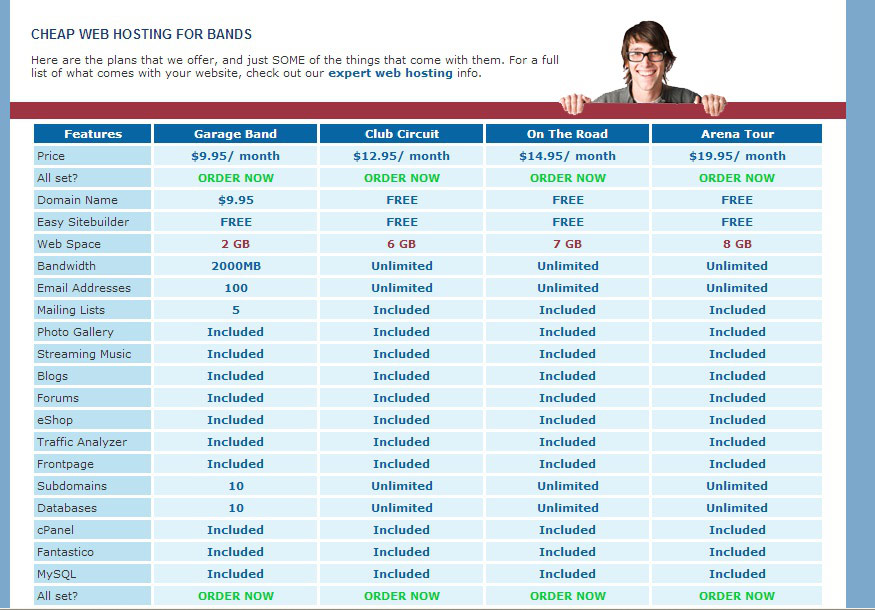 CHEAP WEB HOSTING FOR BANDS
Here are the plans that we offer, and just SOME of the things that come with them. For a full
list of what comes with your website, check out our expert web hosting info.
Features Garage Band Club Circuit On The Road Arena Tour
Price $9.95/ month $12.95/ month $14.95/ month $19.95/ month
All set? ORDER NOW ORDER NOW ORDER NOW ORDER NOW
Domain Name $9.95 FREE FREE FREE
Easy Sitebuilder FREE FREE FREE FREE
Web Space 2 GB 6 GB 7 GB 8 GB
Bandwidth 2000MB Unlimited Unlimited Unlimited
Email Addresses 100 Unlimited Unlimited Unlimited
Mailing Lists 5 Included Included Included
Photo Gallery Included Included Included Included
Streaming Music Included Included Included Included
Blogs Included Included Included Included
Forums Included Included Included Included
eShop Included Included Included Included
Traffic Analyzer Included Included Included Included
Frontpage Included Included Included Included
Subdomains 10 Unlimited Unlimited Unlimited
Databases 10 Unlimited Unlimited Unlimited
cPanel Included Included Included Included
Fantastico Included Included Included Included
MySQL Included Included Included Included
All set? ORDER NOW ORDER NOW ORDER NOW ORDER NOW